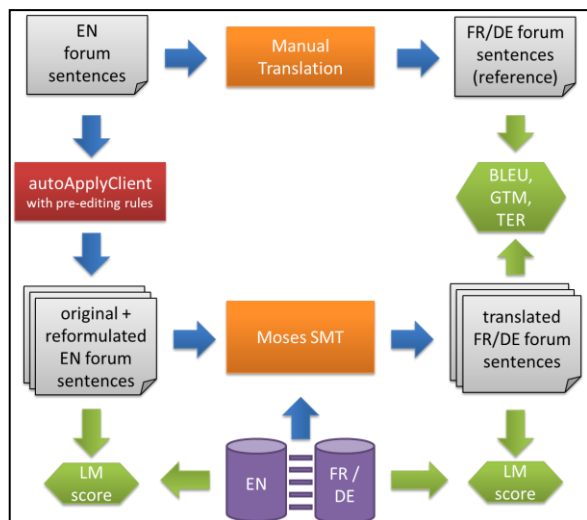 EN
forum
sentences
Manual
Translation
FR/DE forum
sentences
(reference)
autoApplyClient
with pre-editing rules
BLEU,
GTM,
TER
original +
reformulated
EN forum
sentences
Moses SMT
translated
FR/DE forum
sentences
LM
score
EN
FR /
DE
LM
score